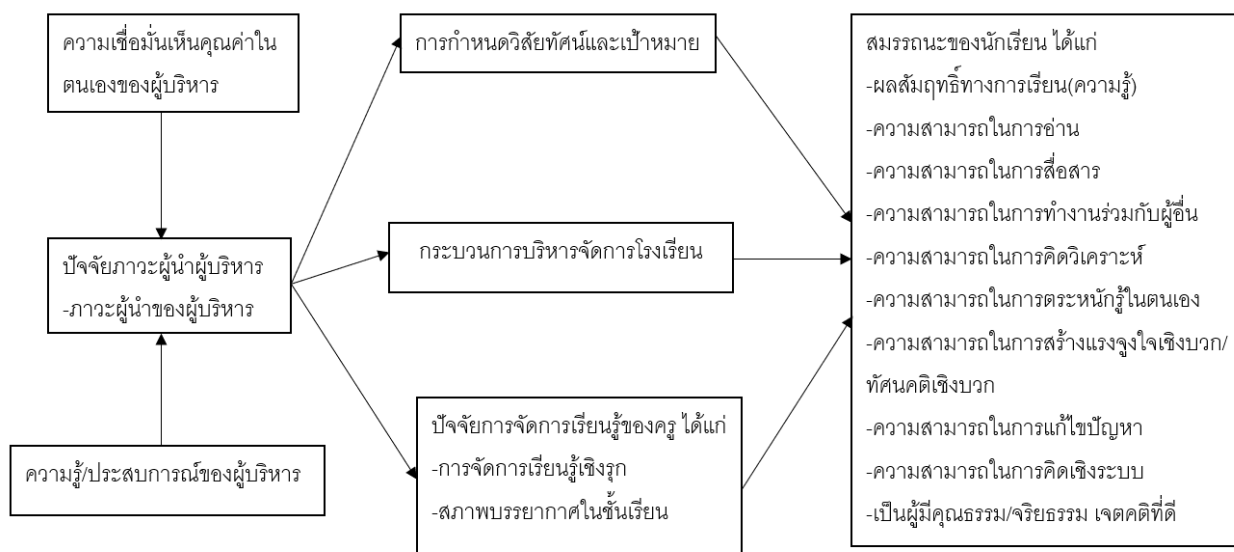 ความเชื่อมั่นเห็นคุณค่าใน
ตนเองของผู้บริหาร
ปัจจัยภาวะผู้นำผู้บริหาร
-ภาวะผู้นำของผู้บริหาร
ความรู้/ประสบการณ์ของผู้บริหาร
การกำหนดวิสัยทัศน์และเป้าหมาย
กระบวนการบริหารจัดการโรงเรียน
ปัจจัยการจัดการเรียนรู้ของครู ได้แก่
-การจัดการเรียนรู้เชิงรุก
-สภาพบรรยากาศในชั้นเรียน
สมรรถนะของนักเรียน ได้แก่
-ผลสัมฤทธิ์ทางการเรียน(ความรู้)
-ความสามารถในการอ่าน
-ความสามารถในการสื่อสาร
-ความสามารถในการทำงานร่วมกับผู้อื่น
-ความสามารถในการคิดวิเคราะห์
-ความสามารถในการตระหนักรู้ในตนเอง
-ความสามารถในการสร้างแรงจูงใจเชิงบวก/
ทัศนคติเชิงบวก
-ความสามารถในการแก้ไขปัญหา
-ความสามารถในการคิดเชิงระบบ
-เป็นผู้มีคุณธรรม/จริยธรรม เจตคติที่ดี